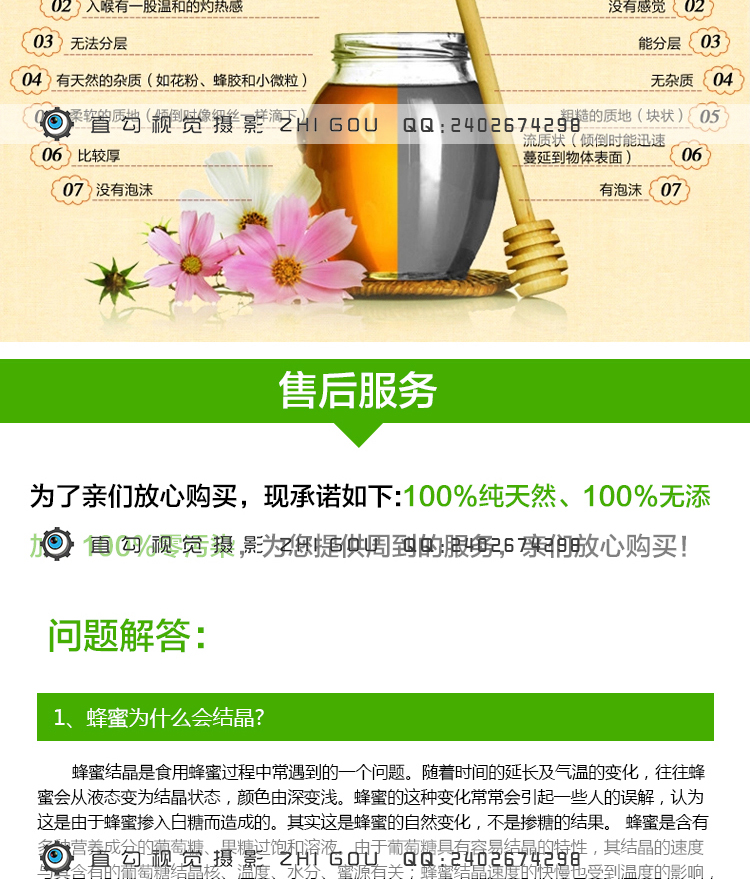 02 入喉有一股温和的灼热感
没有感觉 02
03 无法分层
能分层 03
04 有天然的杂质（如花粉、蜂胶和小微粒）
无杂质 04
柔软的质地（倾倒时像细丝一样滴下）
粗糙的质地（块状） 05
直勾视觉摄影 ZHI GOU QQ:2402674298
06 比较厚
流质状（倾倒时能迅速
蔓延到物体表面） 06
07 没有泡沫
有泡沫 07
售后服务
为了亲们放心购买，现承诺如下:100%纯天然、100%无添
加、100%零污染，为您提供周到的服务，亲们放心购买！
直勾视觉摄影 ZHI GOU QQ:2402674298
问题解答：
1、蜂蜜为什么会结晶?
蜂蜜结晶是食用蜂蜜过程中常遇到的一个问题。随着时间的延长及气温的变化，往往蜂
蜜会从液态变为结晶状态，颜色由深变浅。蜂蜜的这种变化常常会引起一些人的误解，认为
这是由于蜂蜜掺入白糖而造成的。其实这是蜂蜜的自然变化，不是掺糖的结果。 蜂蜜是含有
多种营养成分的葡萄糖、果糖过饱和溶液，由于葡萄糖具有容易结晶的特性，其结晶的速度
直勾视觉摄影 ZHI GOU QQ:2402674298
与其含有的葡萄糖结晶核、温度、水分、蜜源有关；蜂蜜结晶速度的快慢也受到温度的影响，